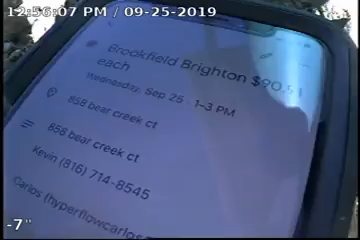 12:56:07 PM / 09-25-2019
Brookfield Brighton $90.51
each
Wednesday, Sep 25 · 1-3 PM
858 bear creek ct
858 bear creek ct
Kevin (816) 714-8545
carlos (hyperflowcarlos
-7"